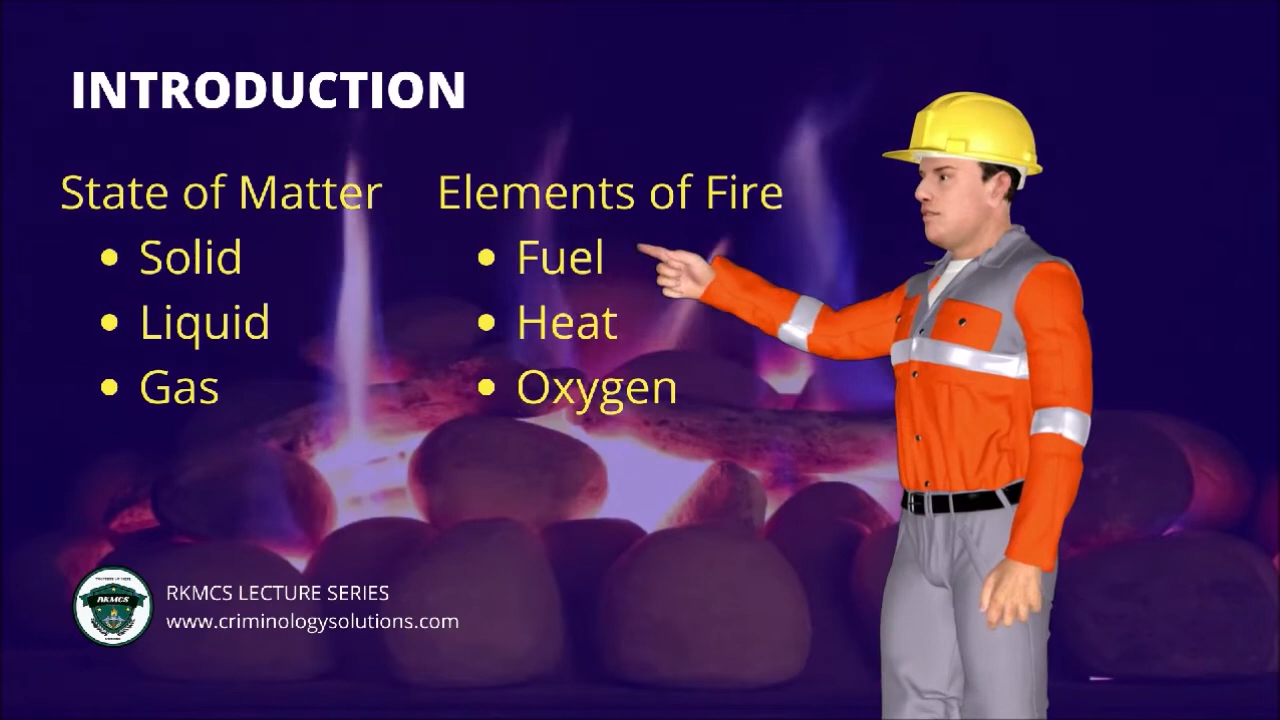 INTRODUCTION
State of Matter
• Solid
• Liquid
• Gas
Elements of Fire
• Fuel
• Heat
• Oxygen
RKMCS
RKMCS LECTURE SERIES
www.criminologysolutions.com